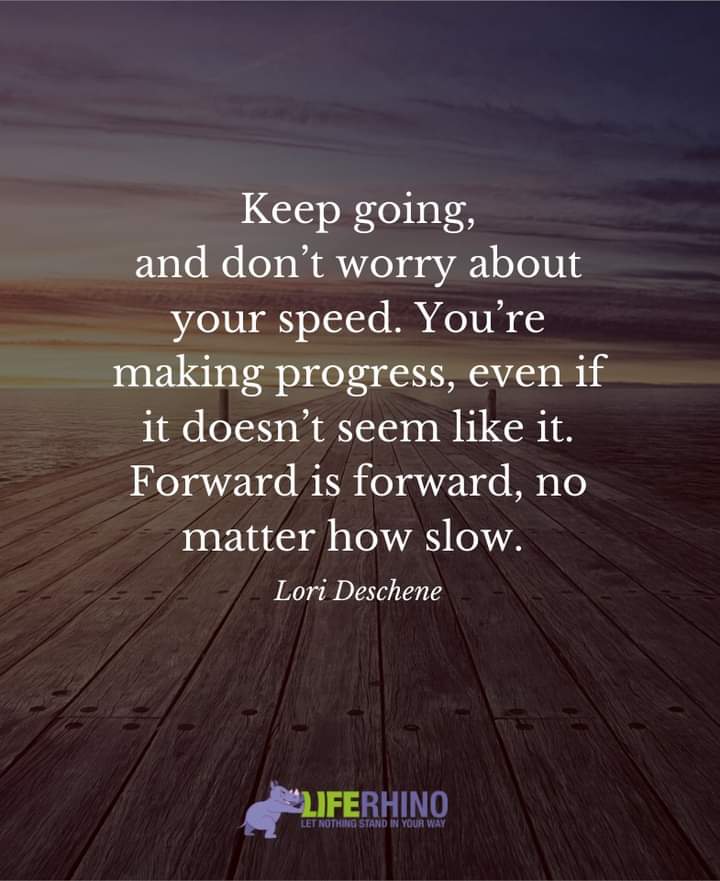 Keep going,
and don’t worry about
your speed. You’re
making progress, even if
it doesn’t seem like it.
Forward is forward, no
matter how slow.
Lori Deschene
LIFERHINO
LET NOTHING STAND IN YOUR WAY